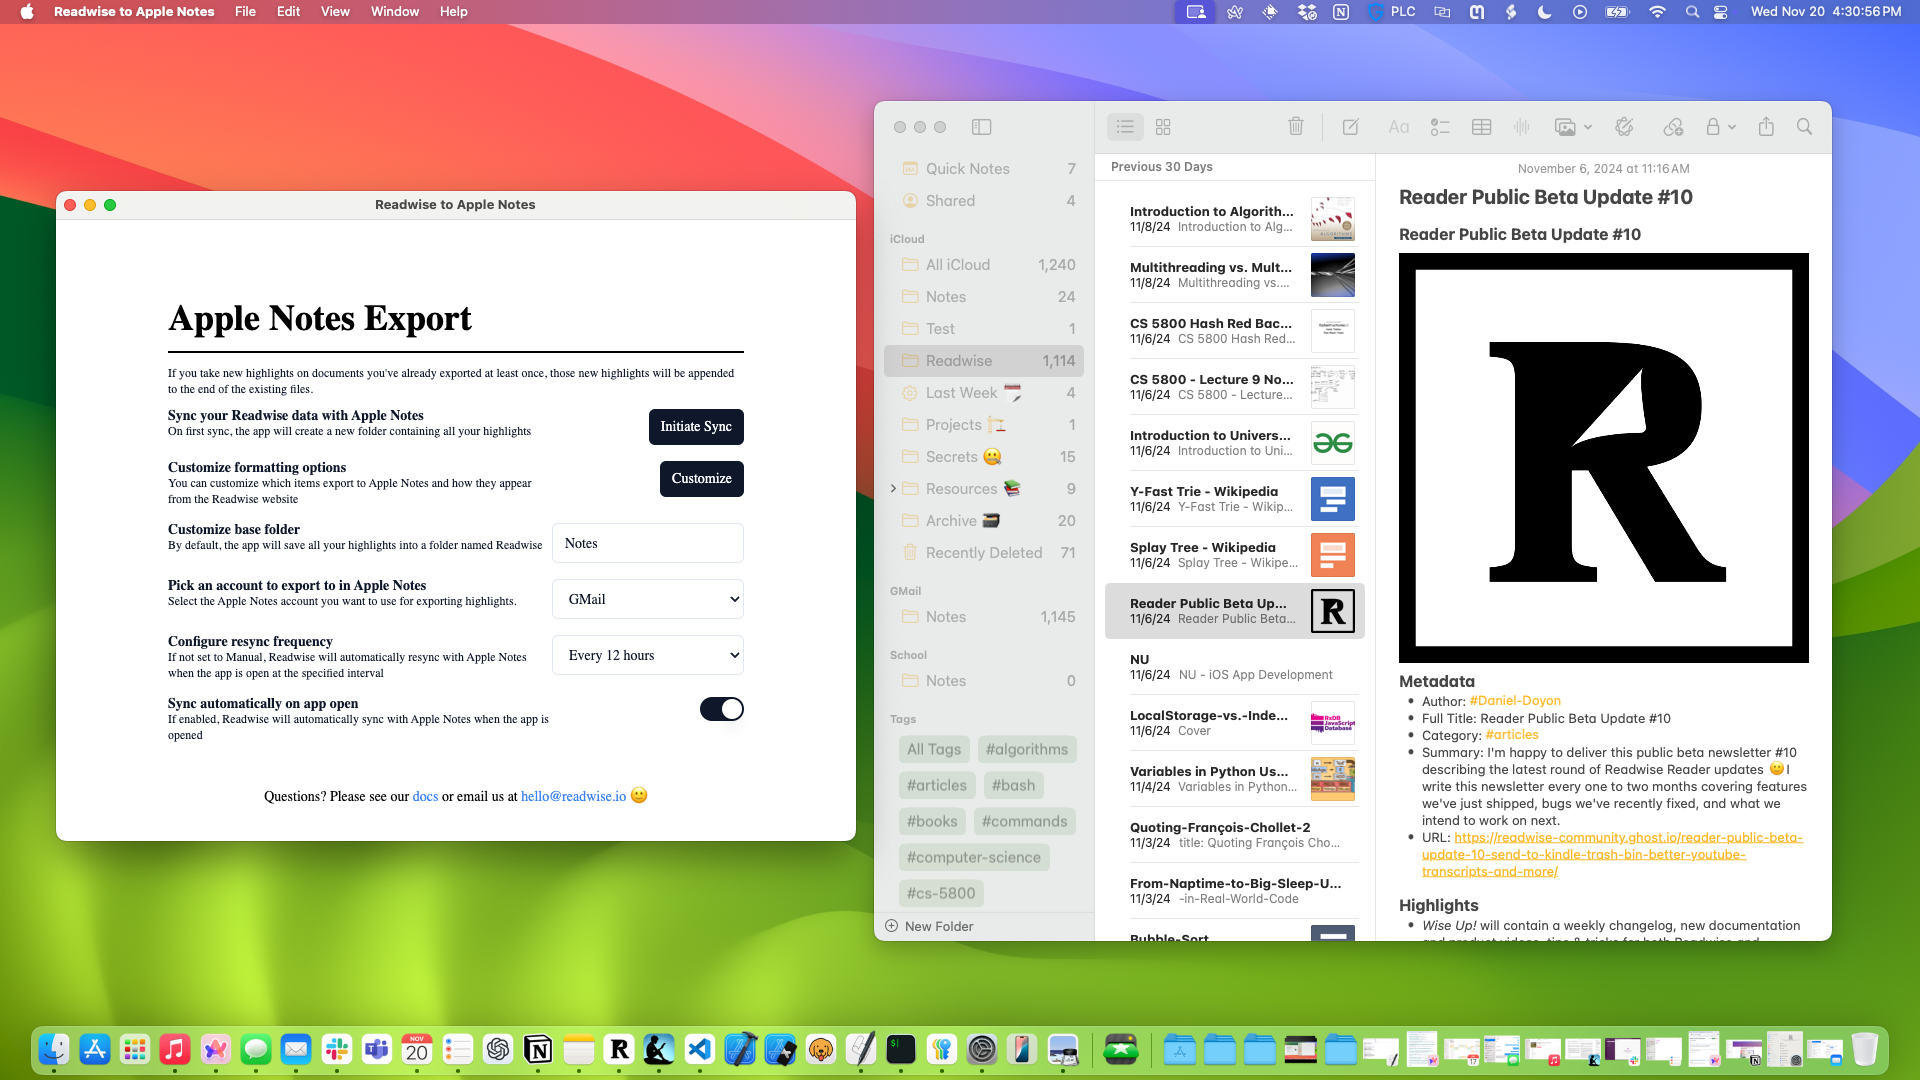 Readwise to Apple Notes File Edit View Window Help
PLC Wed Nov 20 4:30:56 PM
Readwise to Apple Notes
Apple Notes Export
If you take new highlights on documents you've already exported at least once, those new highlights will be appended
to the end of the existing files.
Sync your Readwise data with Apple Notes
On first sync, the app will create a new folder containing all your highlights
Initiate Sync
Customize formatting options
You can customize which items export to Apple Notes and how they appear
from the Readwise website
Customize
Customize base folder
By default, the app will save all your highlights into a folder named Readwise
Notes
Pick an account to export to in Apple Notes
Select the Apple Notes account you want to use for exporting highlights.
GMail
Configure resync frequency
If not set to Manual, Readwise will automatically resync with Apple Notes
when the app is open at the specified interval
Every 12 hours
Sync automatically on app open
If enabled, Readwise will automatically sync with Apple Notes when the app is
opened
Questions? Please see our docs or email us at hello@readwise.io 🙂
Quick Notes 7
Shared 4
iCloud
All iCloud 1,240
Notes 24
Test 1
Readwise 1,114
Last Week 4
Projects 1
Secrets 15
Resources 9
Archive 20
Recently Deleted 71
GMail
Notes 1,145
School
Notes 0
Tags
All Tags #algorithms
#articles #bash
#books #commands
#computer-science
#cs-5800
New Folder
Aa
Previous 30 Days
Introduction to Algorith...
11/8/24 Introduction to Alg...
Multithreading vs. Mult...
11/8/24 Multithreading vs....
CS 5800 Hash Red Bac...
11/6/24 CS 5800 Hash Red...
CS 5800 - Lecture 9 No...
11/6/24 CS 5800 - Lecture...
Introduction to Univers...
11/6/24 Introduction to Uni...
Y-Fast Trie - Wikipedia
11/6/24 Y-Fast Trie - Wikip...
Splay Tree - Wikipedia
11/6/24 Splay Tree - Wikipe...
Reader Public Beta Up...
11/6/24 Reader Public Beta...
R
NU
11/6/24 NU - iOS App Development
LocalStorage-vs.-Inde...
11/6/24 Cover
RxDB
JavaScript
Database
Variables in Python Us...
11/4/24 Variables in Python...
Quoting-François-Chollet-2
11/3/24 title: Quoting François Cho...
From-Naptime-to-Big-Sleep-U...
11/3/24 -in-Real-World-Code
Bubble-Sort
November 6, 2024 at 11:16 AM
Reader Public Beta Update #10
Reader Public Beta Update #10
R
Metadata
Author: #Daniel-Doyon
Full Title: Reader Public Beta Update #10
Category: #articles
Summary: I'm happy to deliver this public beta newsletter #10
describing the latest round of Readwise Reader updates 🙂 I
write this newsletter every one to two months covering features
we've just shipped, bugs we've recently fixed, and what we
intend to work on next.
URL: https://readwise-community.ghost.io/reader-public-beta-
update-10-send-to-kindle-trash-bin-better-youtube-
transcripts-and-more/
Highlights
Wise Up! will contain a weekly changelog, new documentation
and product videos, tips & tricks for both Readwise and
NOV
20
N
R